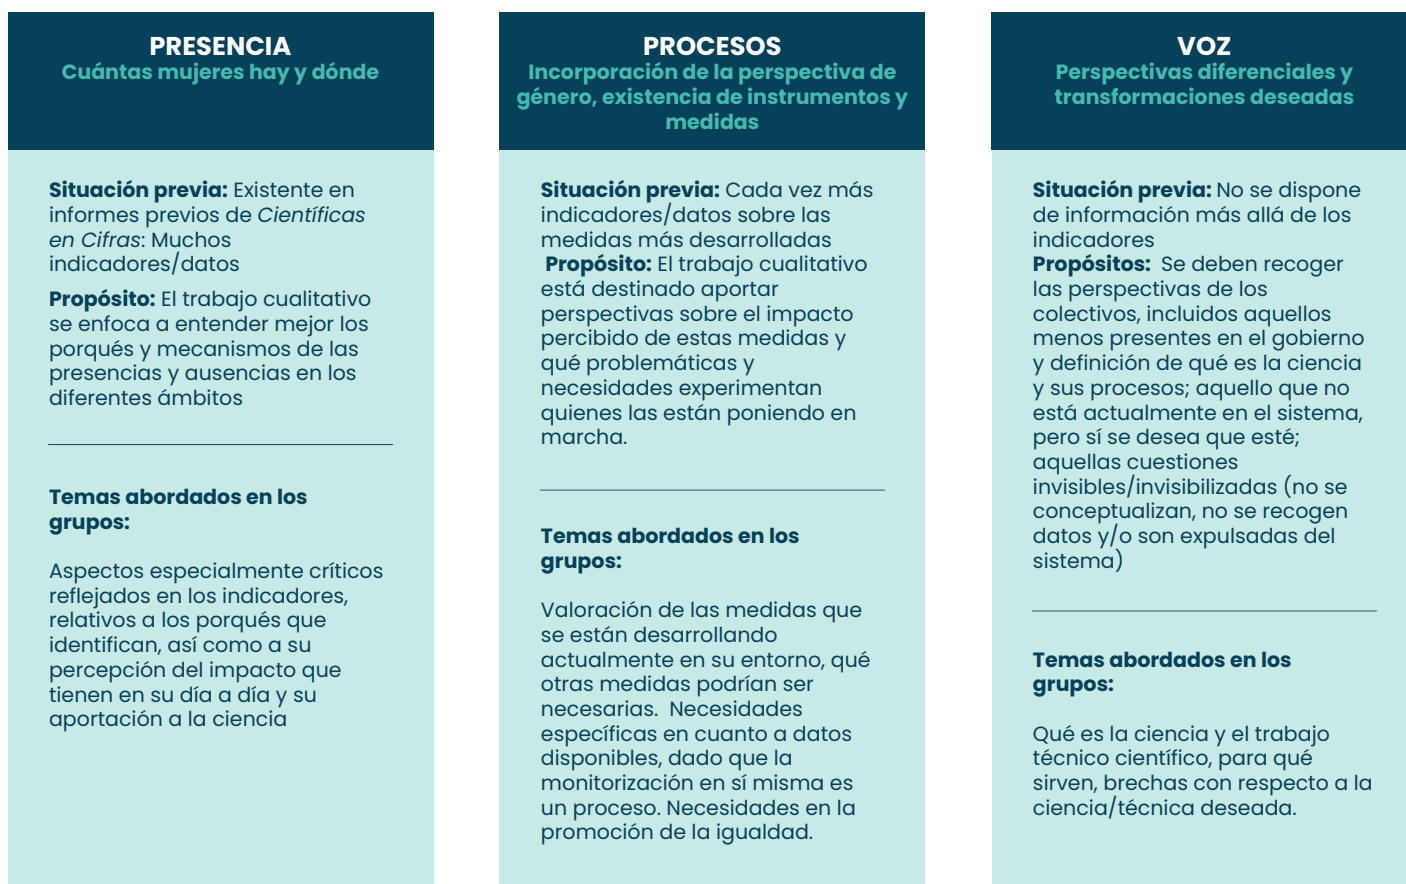 PRESENCIA
Cuántas mujeres hay y dónde
Situación previa: Existente en
informes previos de Científicas
en Cifras: Muchos
indicadores/datos
Propósito: El trabajo cualitativo
se enfoca a entender mejor los
porqués y mecanismos de las
presencias y ausencias en los
diferentes ámbitos
Temas abordados en los
grupos:
Aspectos especialmente críticos
reflejados en los indicadores,
relativos a los porqués que
identifican, así como a su
percepción del impacto que
tienen en su día a día y su
aportación a la ciencia
PROCESOS
Incorporación de la perspectiva de
género, existencia de instrumentos y
medidas
Situación previa: Cada vez más
indicadores/datos sobre las
medidas más desarrolladas
Propósito: El trabajo cualitativo
está destinado aportar
perspectivas sobre el impacto
percibido de estas medidas y
qué problemáticas y
necesidades experimentan
quienes las están poniendo en
marcha.
Temas abordados en los
grupos:
Valoración de las medidas que
se están desarrollando
actualmente en su entorno, qué
otras medidas podrían ser
necesarias.  Necesidades
específicas en cuanto a datos
disponibles, dado que la
monitorización en sí misma es
un proceso. Necesidades en la
promoción de la igualdad.
VOZ
Perspectivas diferenciales y
transformaciones deseadas
Situación previa: No se dispone
de información más allá de los
indicadores
Propósitos:  Se deben recoger
las perspectivas de los
colectivos, incluidos aquellos
menos presentes en el gobierno
y definición de qué es la ciencia
y sus procesos; aquello que no
está actualmente en el sistema,
pero sí se desea que esté;
aquellas cuestiones
invisibles/invisibilizadas (no se
conceptualizan, no se recogen
datos y/o son expulsadas del
sistema)
Temas abordados en los
grupos:
Qué es la ciencia y el trabajo
técnico científico, para qué
sirven, brechas con respecto a la
ciencia/técnica deseada.